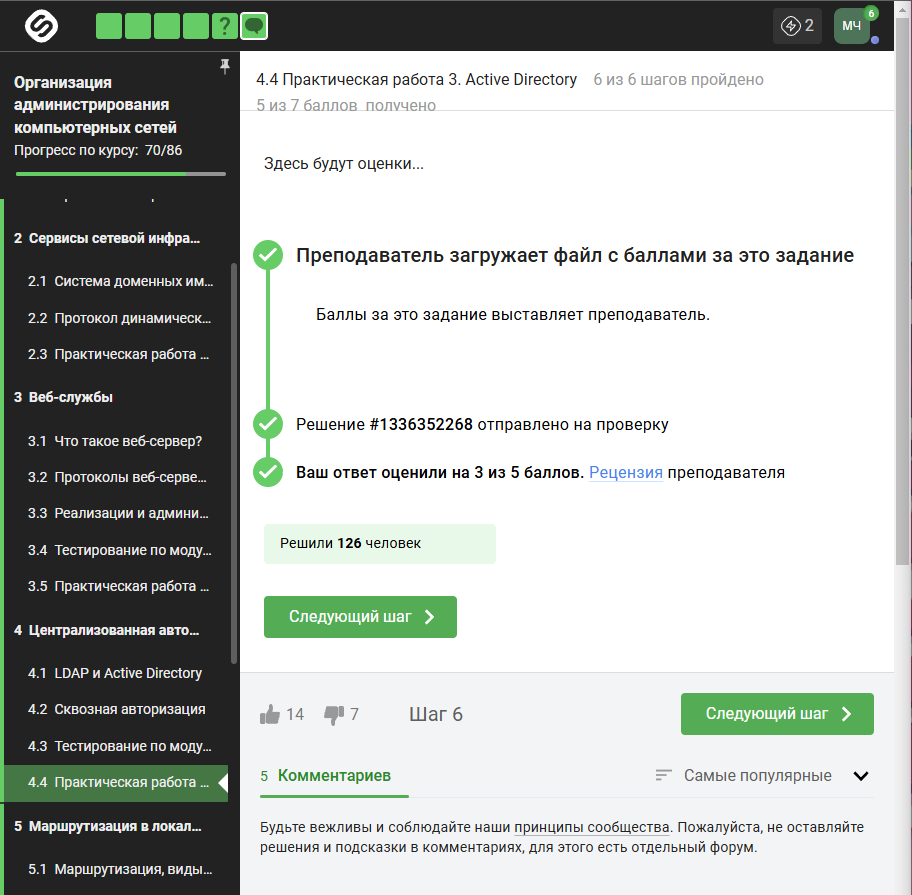 ?
2
МЧ
6
Организация
администрирования
компьютерных сетей
Прогресс по курсу: 70/86
2 Сервисы сетевой инфра...
2.1 Система доменных им...
2.2 Протокол динамическ...
2.3 Практическая работа ...
3 Веб-службы
3.1 Что такое веб-сервер?
3.2 Протоколы веб-серве...
3.3 Реализации и админи...
3.4 Тестирование по моду...
3.5 Практическая работа ...
4 Централизованная авто...
4.1 LDAP и Active Directory
4.2 Сквозная авторизация
4.3 Тестирование по моду...
4.4 Практическая работа ...
5 Маршрутизация в локал...
5.1 Маршрутизация, виды...
4.4 Практическая работа 3. Active Directory 6 из 6 шагов пройдено
5 из 7 баллов получено
Здесь будут оценки...
Преподаватель загружает файл с баллами за это задание
Баллы за это задание выставляет преподаватель.
Решение #1336352268 отправлено на проверку
Ваш ответ оценили на 3 из 5 баллов. Рецензия преподавателя
Решили 126 человек
Следующий шаг
14 7 Шаг 6 Следующий шаг
5 Комментариев Самые популярные
Будьте вежливы и соблюдайте наши принципы сообщества. Пожалуйста, не оставляйте
решения и подсказки в комментариях, для этого есть отдельный форум.